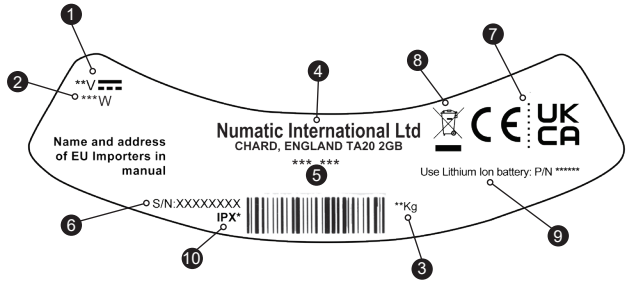 1
2
**V
***W
Name and address
of EU Importers in
manual
6
S/N:XXXXXXXX
IPX*
10
4
Numatic International Ltd
CHARD, ENGLAND TA20 2GB
***_***
5
8
7
CE
UK
CA
Use Lithium Ion battery: P/N ******
9
**Kg
3